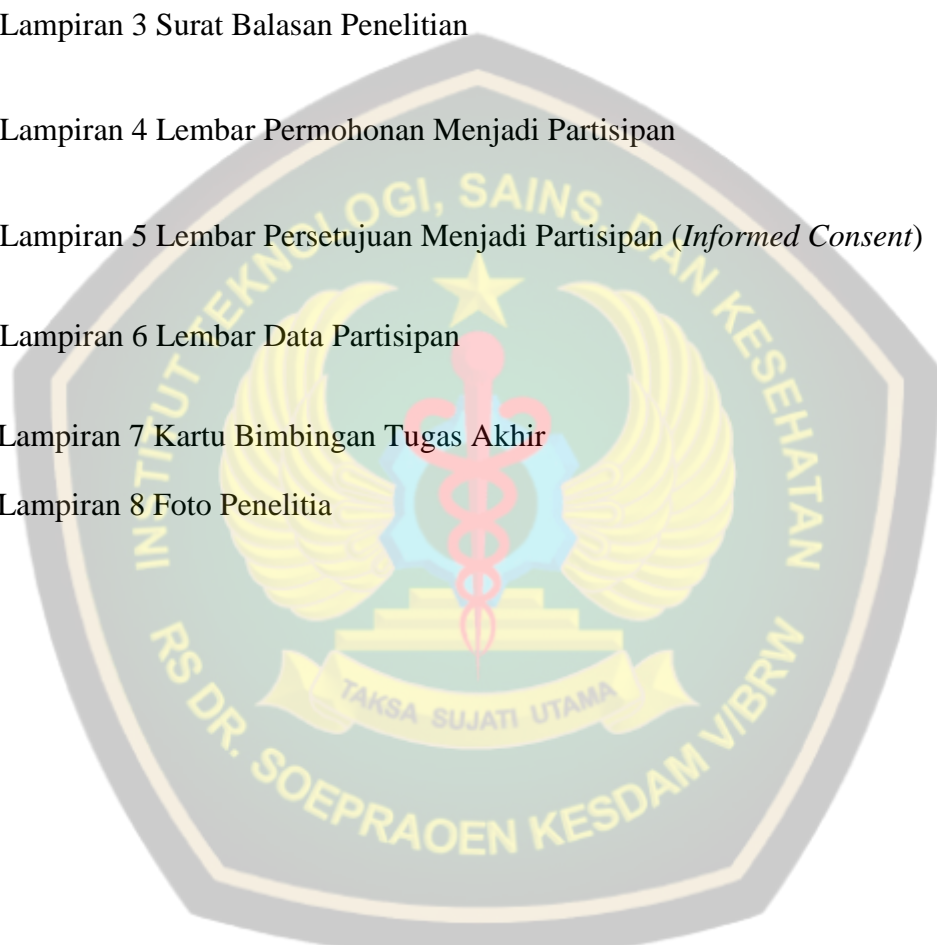 Lampiran 3 Surat Balasan Penelitian
Lampiran 4 Lembar Permohonan Menjadi Partisipan
Lampiran 5 Lembar Persetujuan Menjadi Partisipan (Informed Consent)
Lampiran 6 Lembar Data Partisipan
Lampiran 7 Kartu Bimbingan Tugas Akhir
Lampiran 8 Foto Penelitia
INSTITUT TEKNOLOGI, SAINS, DAN KESEHATAN
TAKSA SUJATI UTAMA
RS DR. SOEPRAOEN KESDAM V/BRW